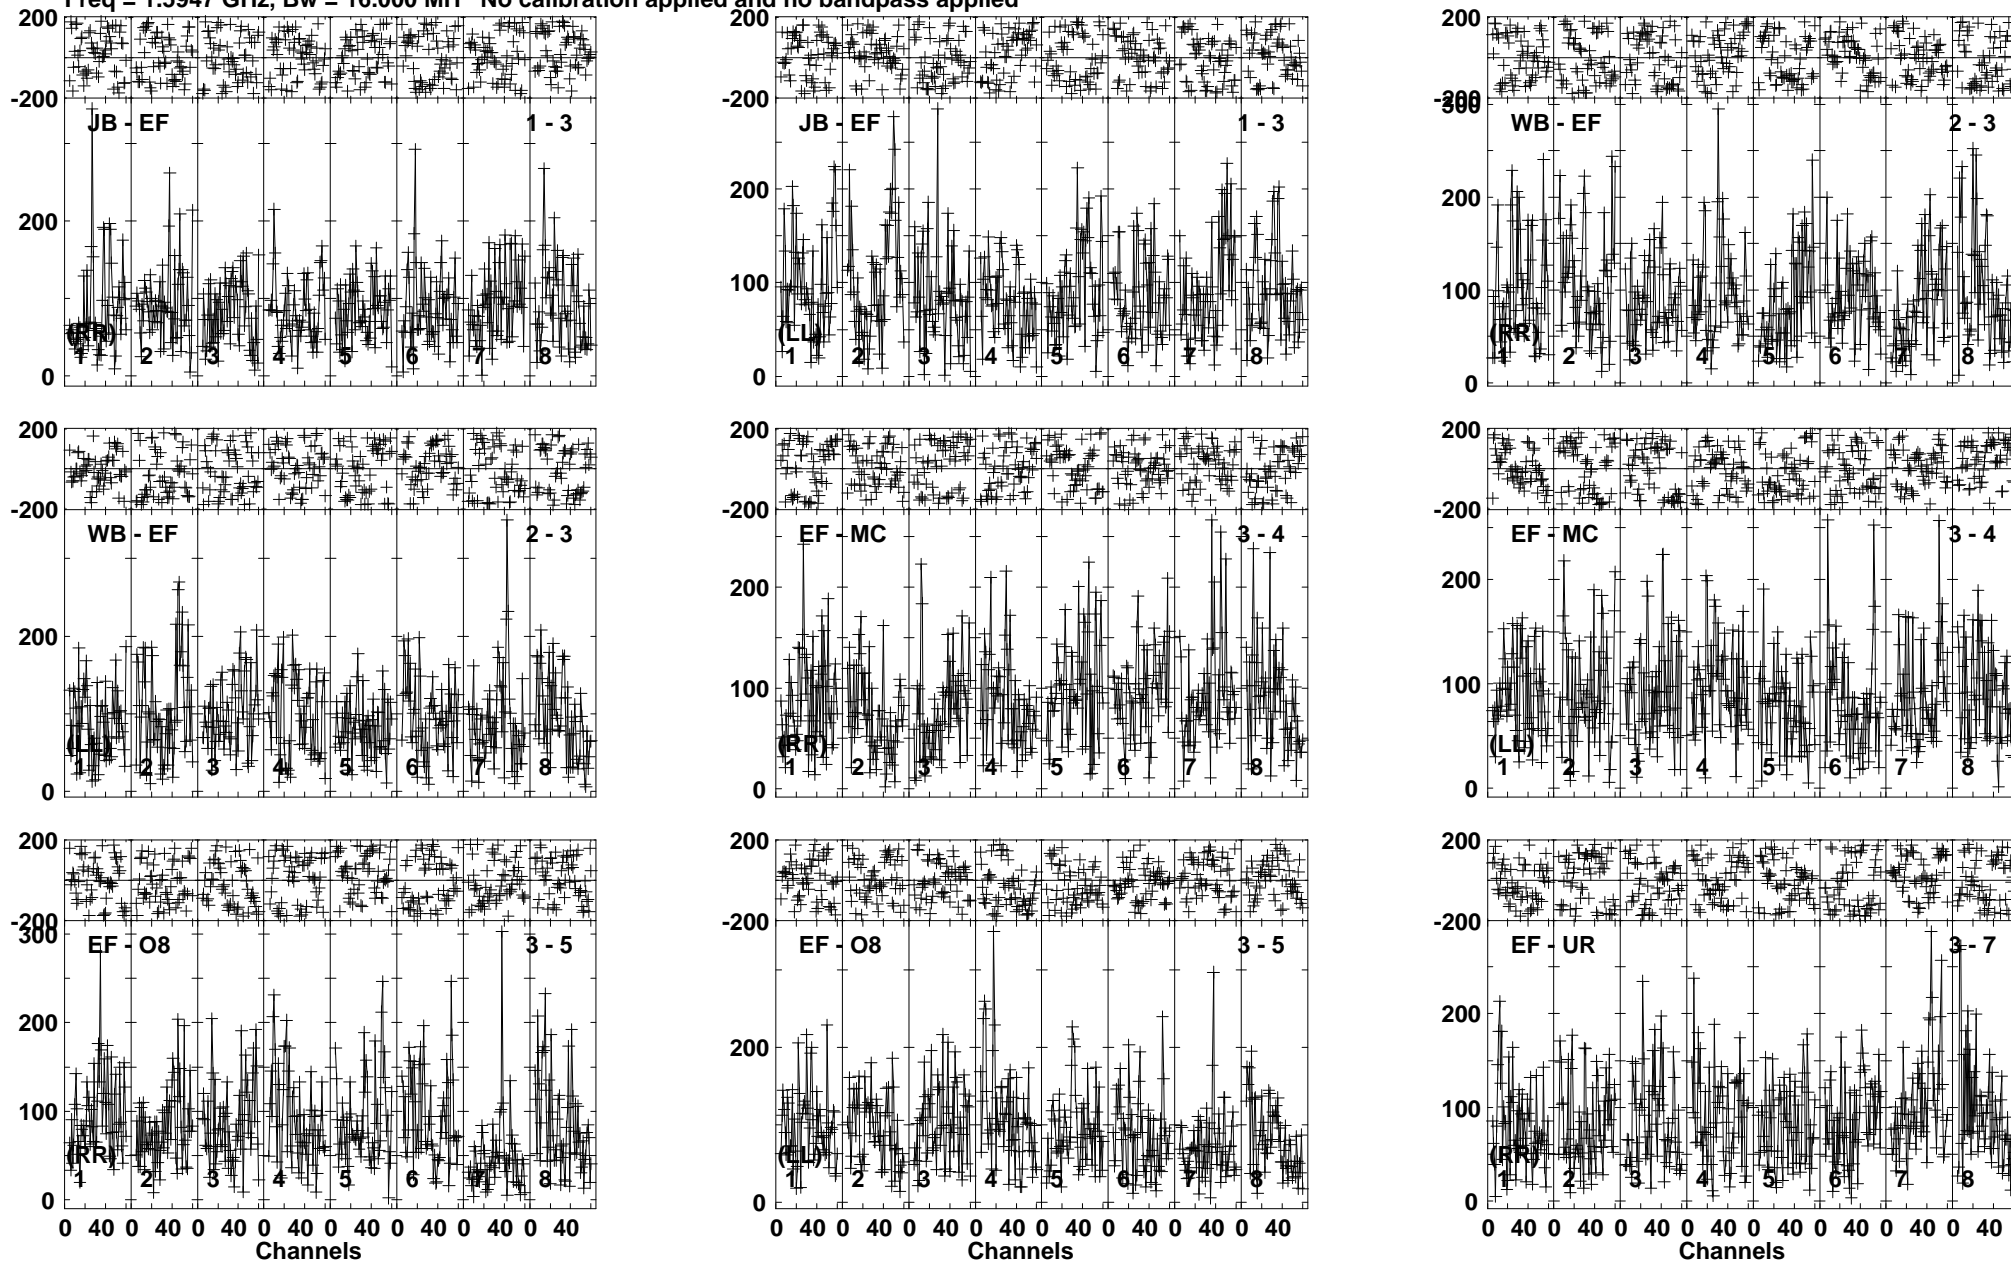 Freq = 1.5947 GHz, Bw = 16.000 MH No calibration applied and no bandpass applied
200 200 200
-200 -200 -200
300
JB - EF 1 - 3 JB - EF 1 - 3 WB - EF 2 - 3
200 200 200
100 100
(RR) (LL) (RR)
1 2 3 4 5 6 7 8 1 2 3 4 5 6 7 8 1 2 3 4 5 6 7 8
0 0 0
200 200 200
-200 -200 -200
WB - EF 2 - 3 EF - MC 3 - 4 EF - MC 3 - 4
200 200 200
100 100
(LL) (RR) (LL)
1 2 3 4 5 6 7 8 1 2 3 4 5 6 7 8 1 2 3 4 5 6 7 8
0 0 0
200 200 200
-200 -200 -200
300
EF - O8 3 - 5 EF - O8 3 - 5 EF - UR 3 - 7
200 200 200
100 100
(RR) (LL) (RR)
1 2 3 4 5 6 7 8 1 2 3 4 5 6 7 8 1 2 3 4 5 6 7 8
0 0 0
0 40 0 40 0 40 0 40 0 40 0 40 0 40 0 40 0 40 0 40 0 40 0 40 0 40 0 40 0 40 0 40 0 40 0 40 0 40 0 40 0 40 0 40 0 40 0 40
Channels Channels Channels